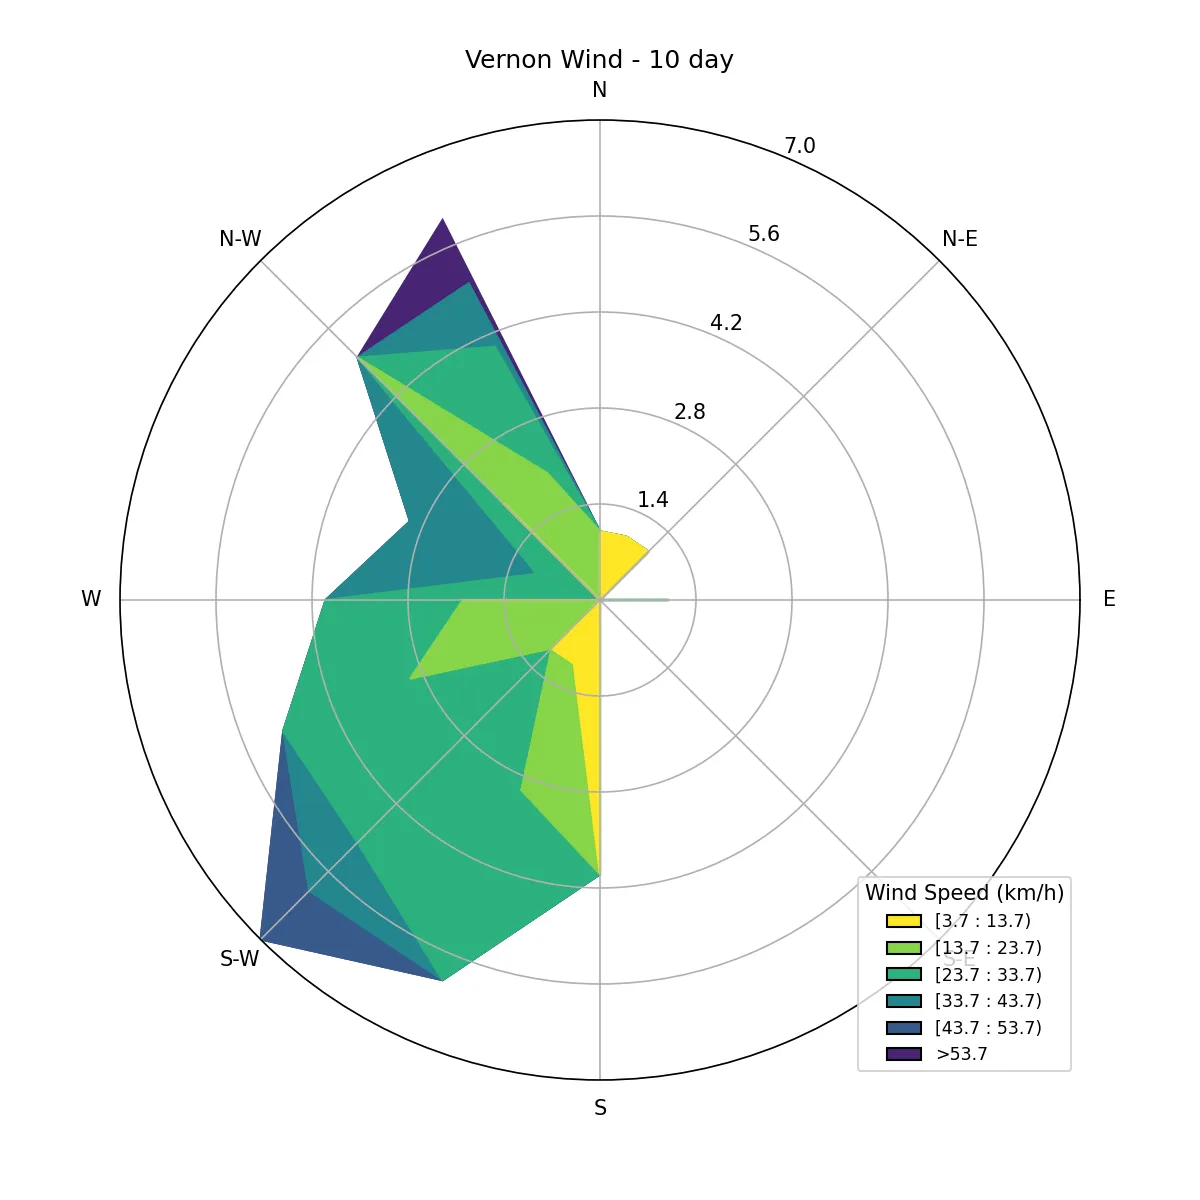 Vernon Wind - 10 day
N
7.0
N-W
N-E
5.6
4.2
2.8
1.4
W
E
Wind Speed (km/h)
[3.7 : 13.7)
[13.7 : 23.7)
S-W
S-E
[23.7 : 33.7)
[33.7 : 43.7)
[43.7 : 53.7)
>53.7
S